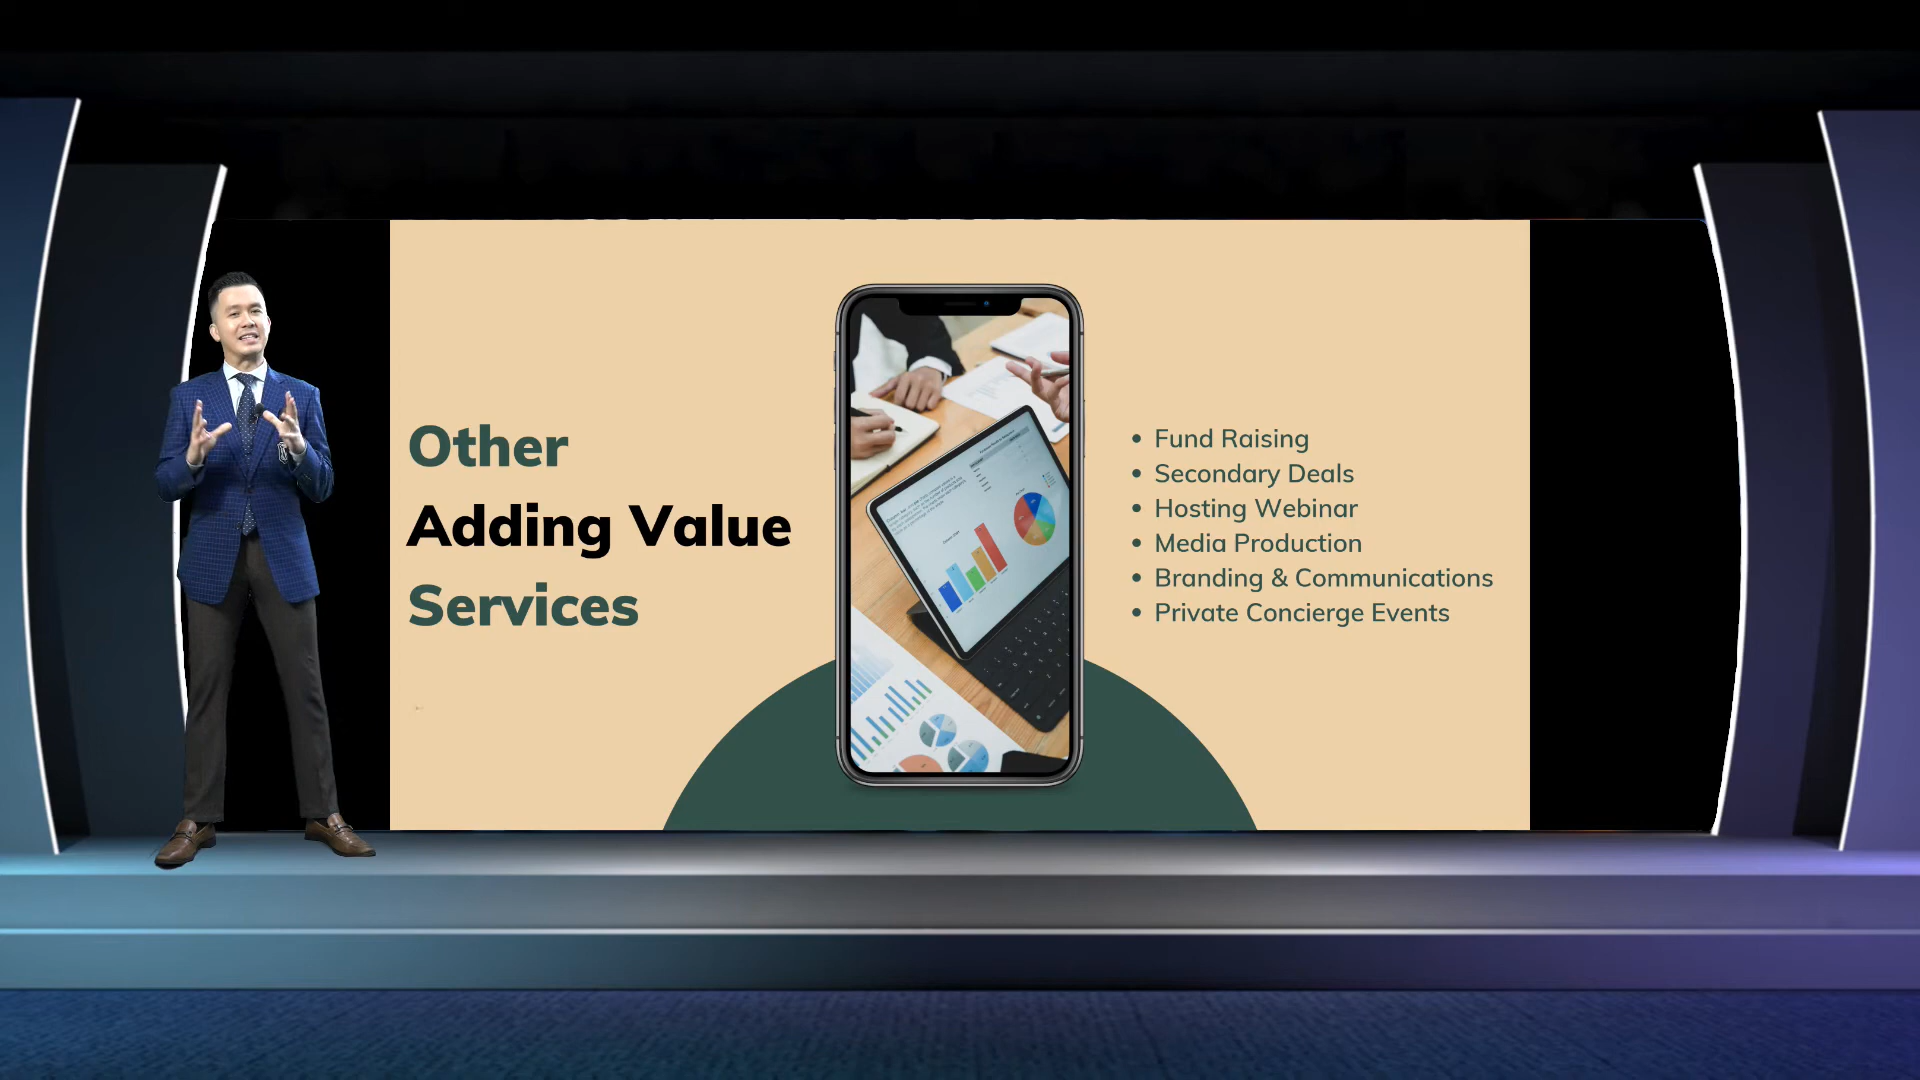 Other
Adding Value
Services
• Fund Raising
• Secondary Deals
• Hosting Webinar
• Media Production
• Branding & Communications
• Private Concierge Events